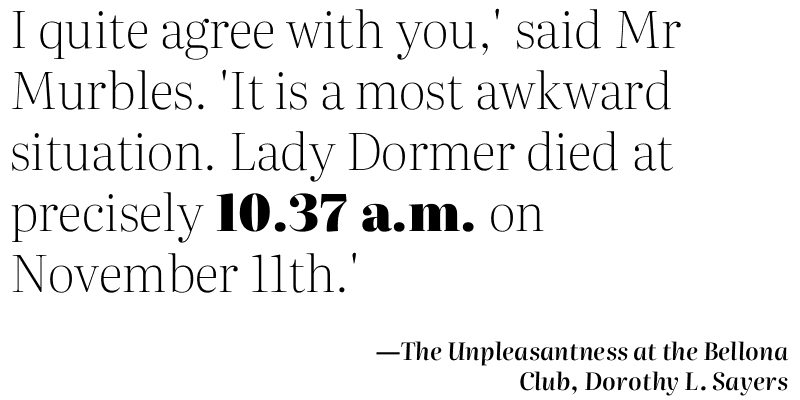 I quite agree with you,' said Mr
Murbles. 'It is a most awkward
situation. Lady Dormer died at
precisely 10.37 a.m. on
November 11th.'
—The Unpleasantness at the Bellona
Club, Dorothy L. Sayers